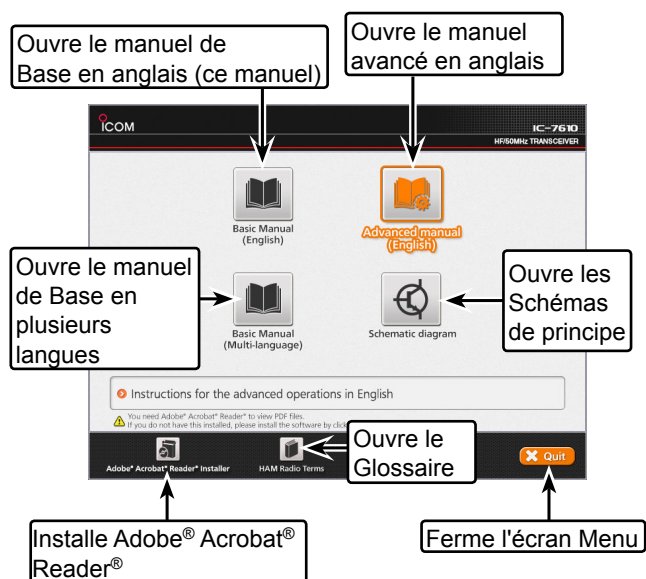 Ouvre le manuel de
Base en anglais (ce manuel)
Ouvre le manuel
avancé en anglais
ICOM
IC-7610
HF/50MHz TRANSCEIVER
Basic Manual
(English)
Advanced manual
(English)
Ouvre le manuel
de Base en
plusieurs
langues
Basic Manual
(Multi-language)
Schematic diagram
Ouvre les
Schémas
de principe
Instructions for the advanced operations in English
You need Adobe® Acrobat® Reader® to view PDF files.
If you do not have this installed, please install the software by
Adobe® Acrobat® Reader® Installer
HAM Radio Terms
Ouvre le
Glossaire
Quit
Installe Adobe® Acrobat®
Reader®
Ferme l'écran Menu